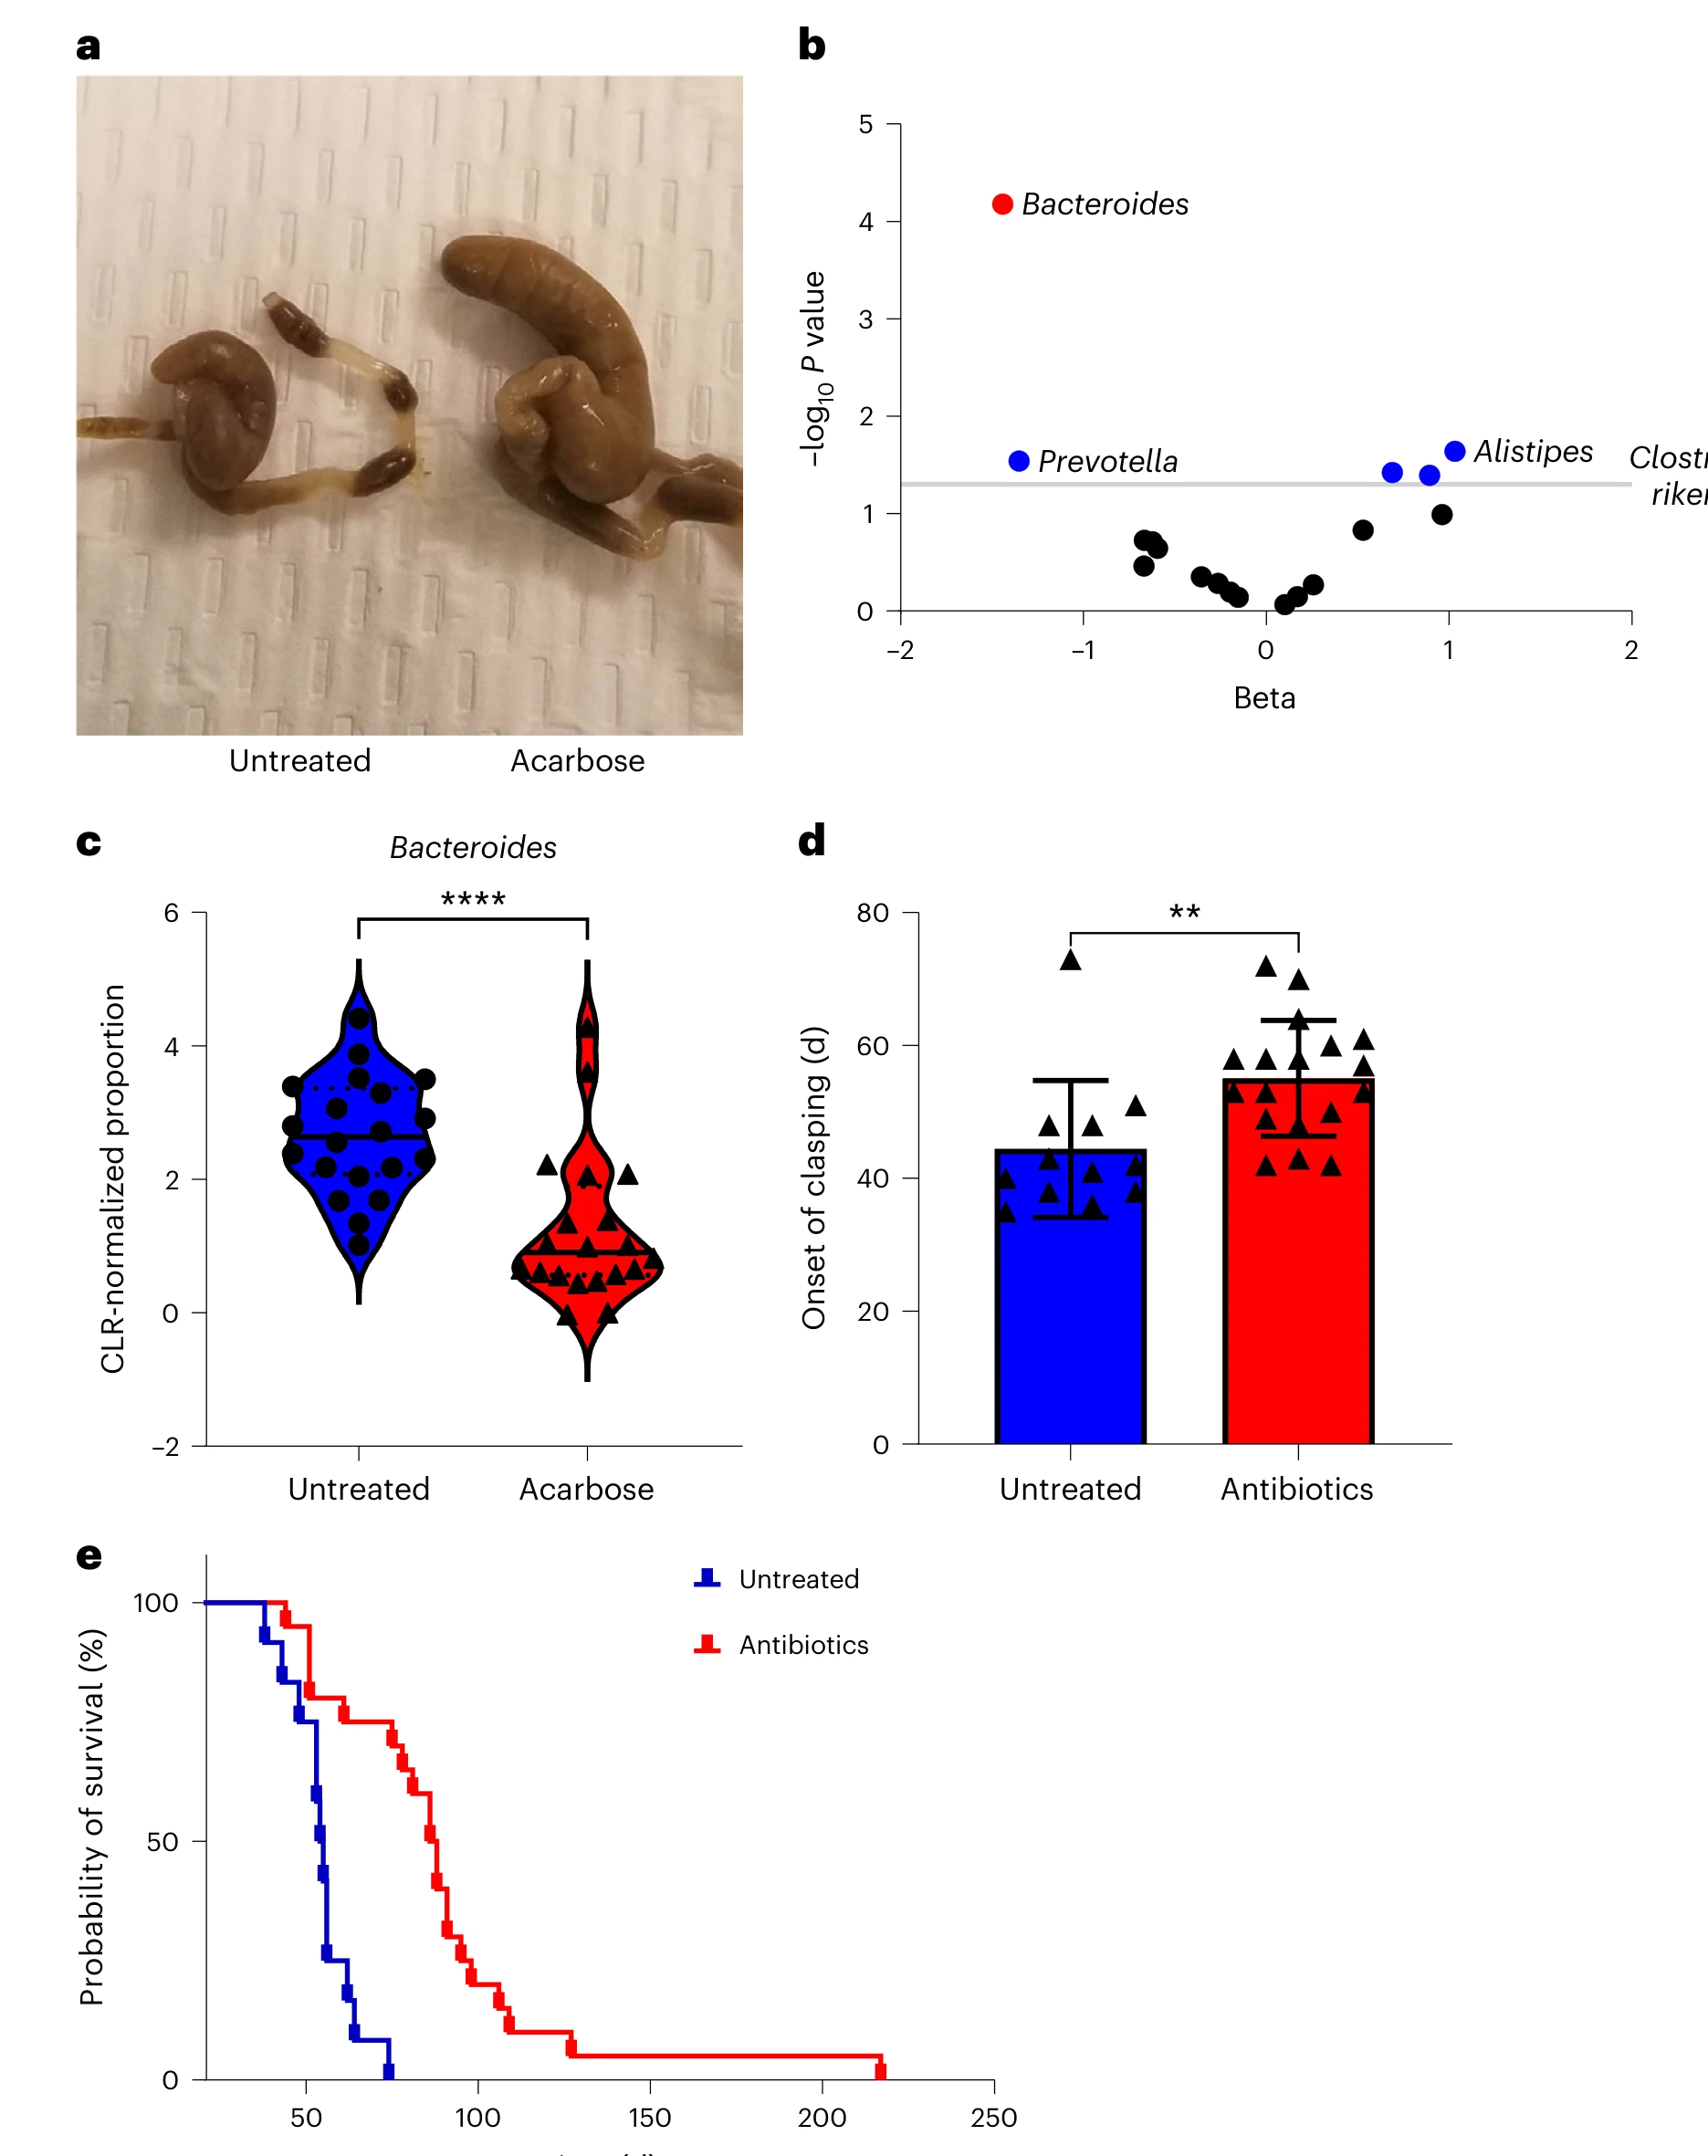 a
Untreated Acarbose
b
5
4
3
2
1
0
−log10 P value
Bacteroides
Prevotella
Alistipes
−2 −1 0 1 2
Beta
c
Bacteroides
****
6
4
2
0
−2
CLR-normalized proportion
Untreated Acarbose
d
**
80
60
40
20
0
Onset of clasping (d)
Untreated Antibiotics
e
Untreated
Antibiotics
100
50
0
Probability of survival (%)
50 100 150 200 250